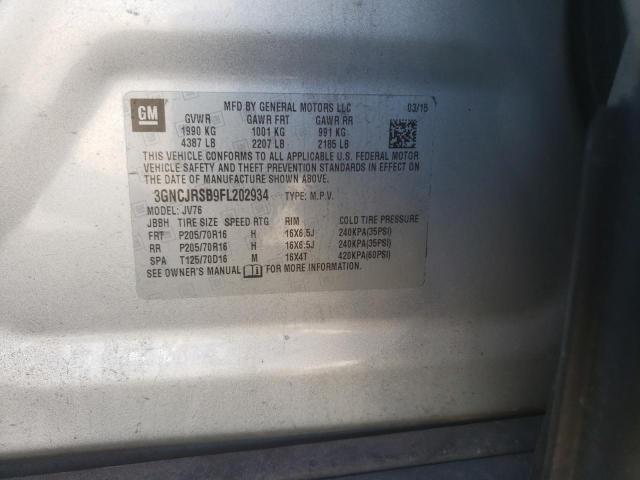 GM
MFD BY GENERAL MOTORS LLC 03/15
GVWR GAWR FRT GAWR RR
1990 KG 1001 KG 991 KG
4387 LB 2207 LB 2185 LB
THIS VEHICLE CONFORMS TO ALL APPLICABLE U.S. FEDERAL MOTOR
VEHICLE SAFETY AND THEFT PREVENTION STANDARDS IN EFFECT ON
THE DATE OF MANUFACTURE SHOWN ABOVE.
3GNCJRSB9FL202934 TYPE: M.P.V.
MODEL: JV76
JBBH TIRE SIZE SPEED RTG RIM COLD TIRE PRESSURE
FRT P205/70R16 H 16X6.5J 240KPA(35PSI)
RR P205/70R16 H 16X6.5J 240KPA(35PSI)
SPA T125/70D16 M 16X4T 420KPA(60PSI)
SEE OWNER'S MANUAL FOR MORE INFORMATION.